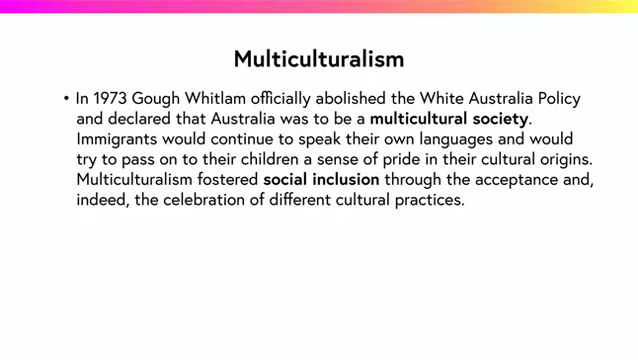 Multiculturalism
• In 1973 Gough Whitlam officially abolished the White Australia Policy
and declared that Australia was to be a multicultural society.
Immigrants would continue to speak their own languages and would
try to pass on to their children a sense of pride in their cultural origins.
Multiculturalism fostered social inclusion through the acceptance and,
indeed, the celebration of different cultural practices.